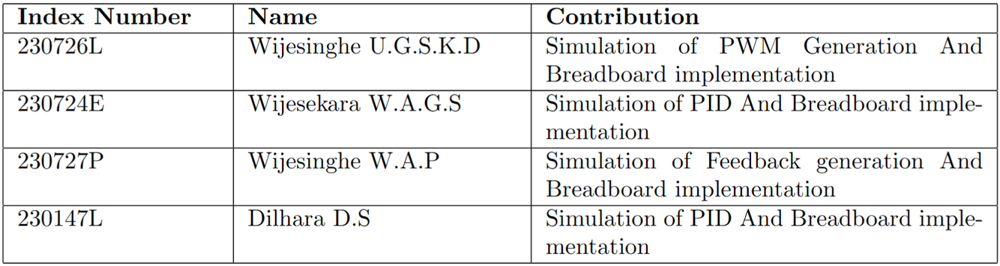 Index Number Name Contribution
230726L Wijesinghe U.G.S.K.D Simulation of PWM Generation And
Breadboard implementation
230724E Wijesekara W.A.G.S Simulation of PID And Breadboard imple-
mentation
230727P Wijesinghe W.A.P Simulation of Feedback generation And
Breadboard implementation
230147L Dilhara D.S Simulation of PID And Breadboard imple-
mentation